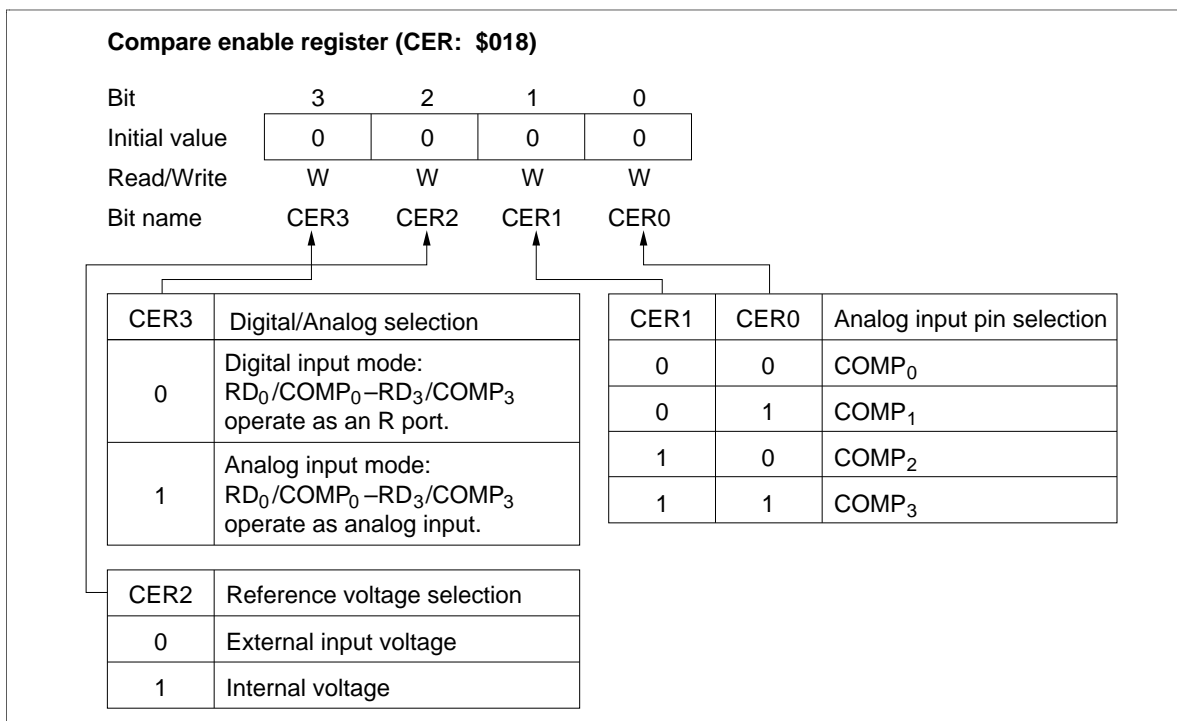 Compare enable register (CER: $018)
Bit 3 2 1 0
Initial value 0 0 0 0
Read/Write W W W W
Bit name CER3 CER2 CER1 CER0
CER3 Digital/Analog selection
0 Digital input mode:
RD0/COMP0–RD3/COMP3
operate as an R port.
1 Analog input mode:
RD0/COMP0–RD3/COMP3
operate as analog input.
CER1 CER0 Analog input pin selection
0 0 COMP0
0 1 COMP1
1 0 COMP2
1 1 COMP3
CER2 Reference voltage selection
0 External input voltage
1 Internal voltage